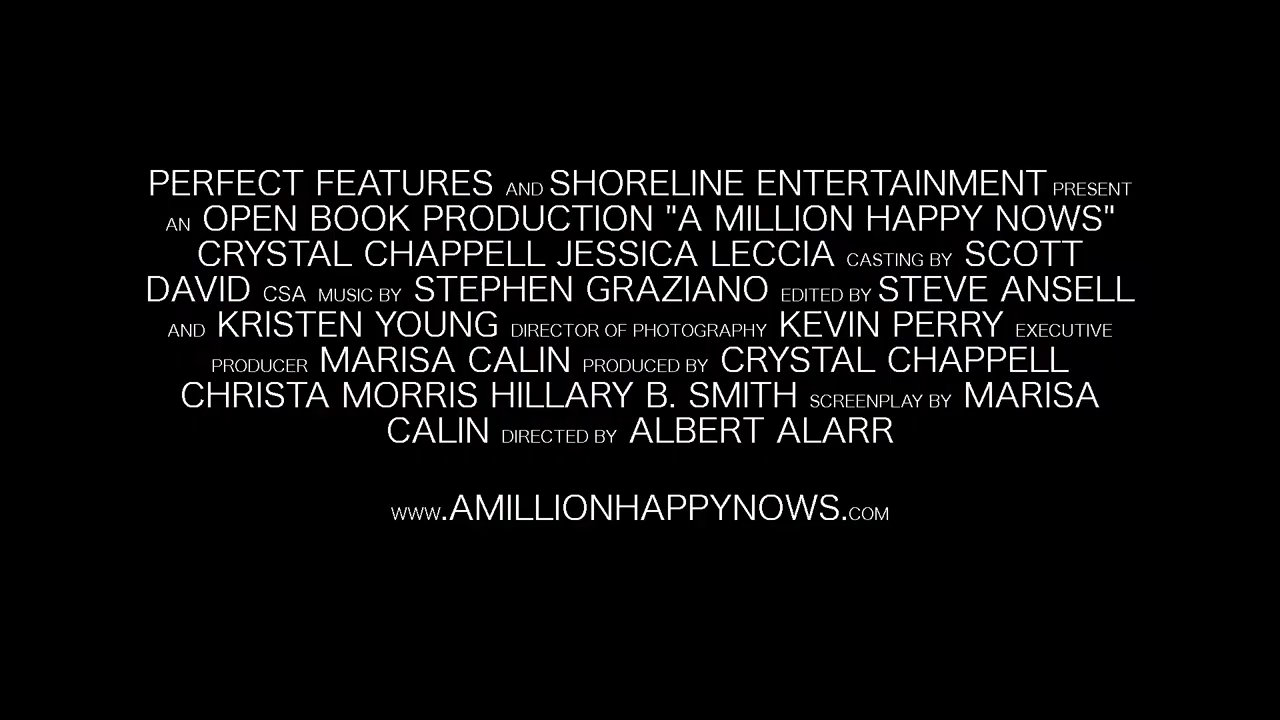 PERFECT FEATURES AND SHORELINE ENTERTAINMENT PRESENT
AN OPEN BOOK PRODUCTION "A MILLION HAPPY NOWS"
CRYSTAL CHAPPELL JESSICA LECCIA CASTING BY SCOTT
DAVID CSA MUSIC BY STEPHEN GRAZIANO EDITED BY STEVE ANSELL
AND KRISTEN YOUNG DIRECTOR OF PHOTOGRAPHY KEVIN PERRY EXECUTIVE
PRODUCER MARISA CALIN PRODUCED BY CRYSTAL CHAPPELL
CHRISTA MORRIS HILLARY B. SMITH SCREENPLAY BY MARISA
CALIN DIRECTED BY ALBERT ALARR
WWW.AMILLIONHAPPYNOWS.COM